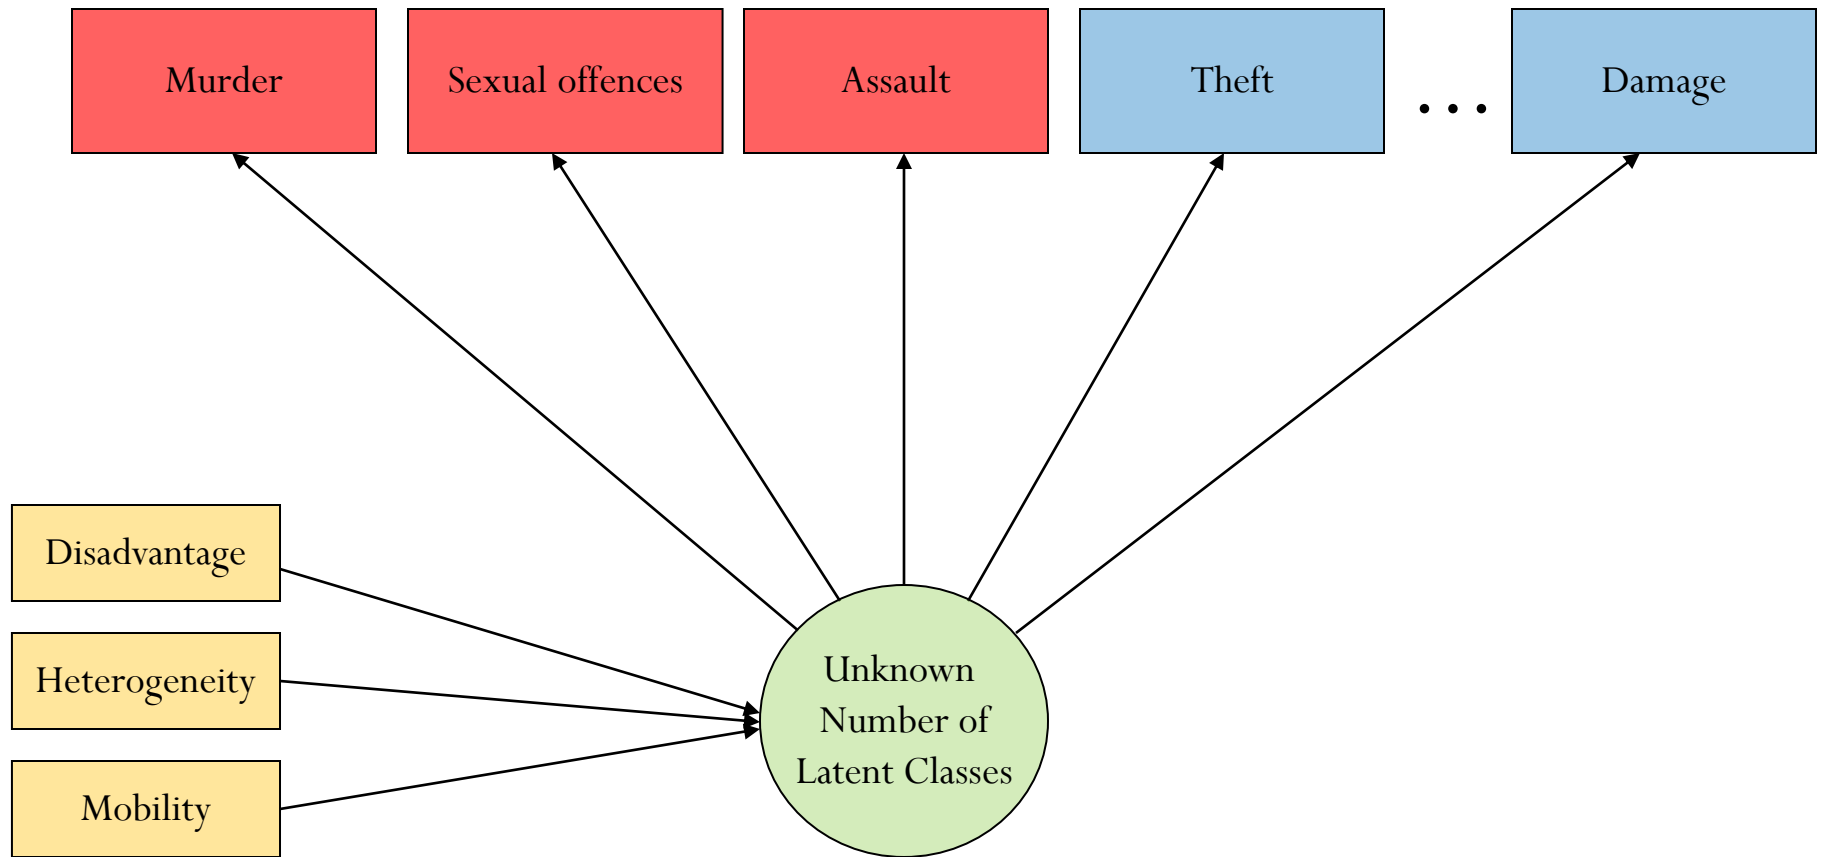 Murder
Sexual offences
Assault
Theft
...
Damage
Disadvantage
Heterogeneity
Mobility
Unknown
Number of
Latent Classes